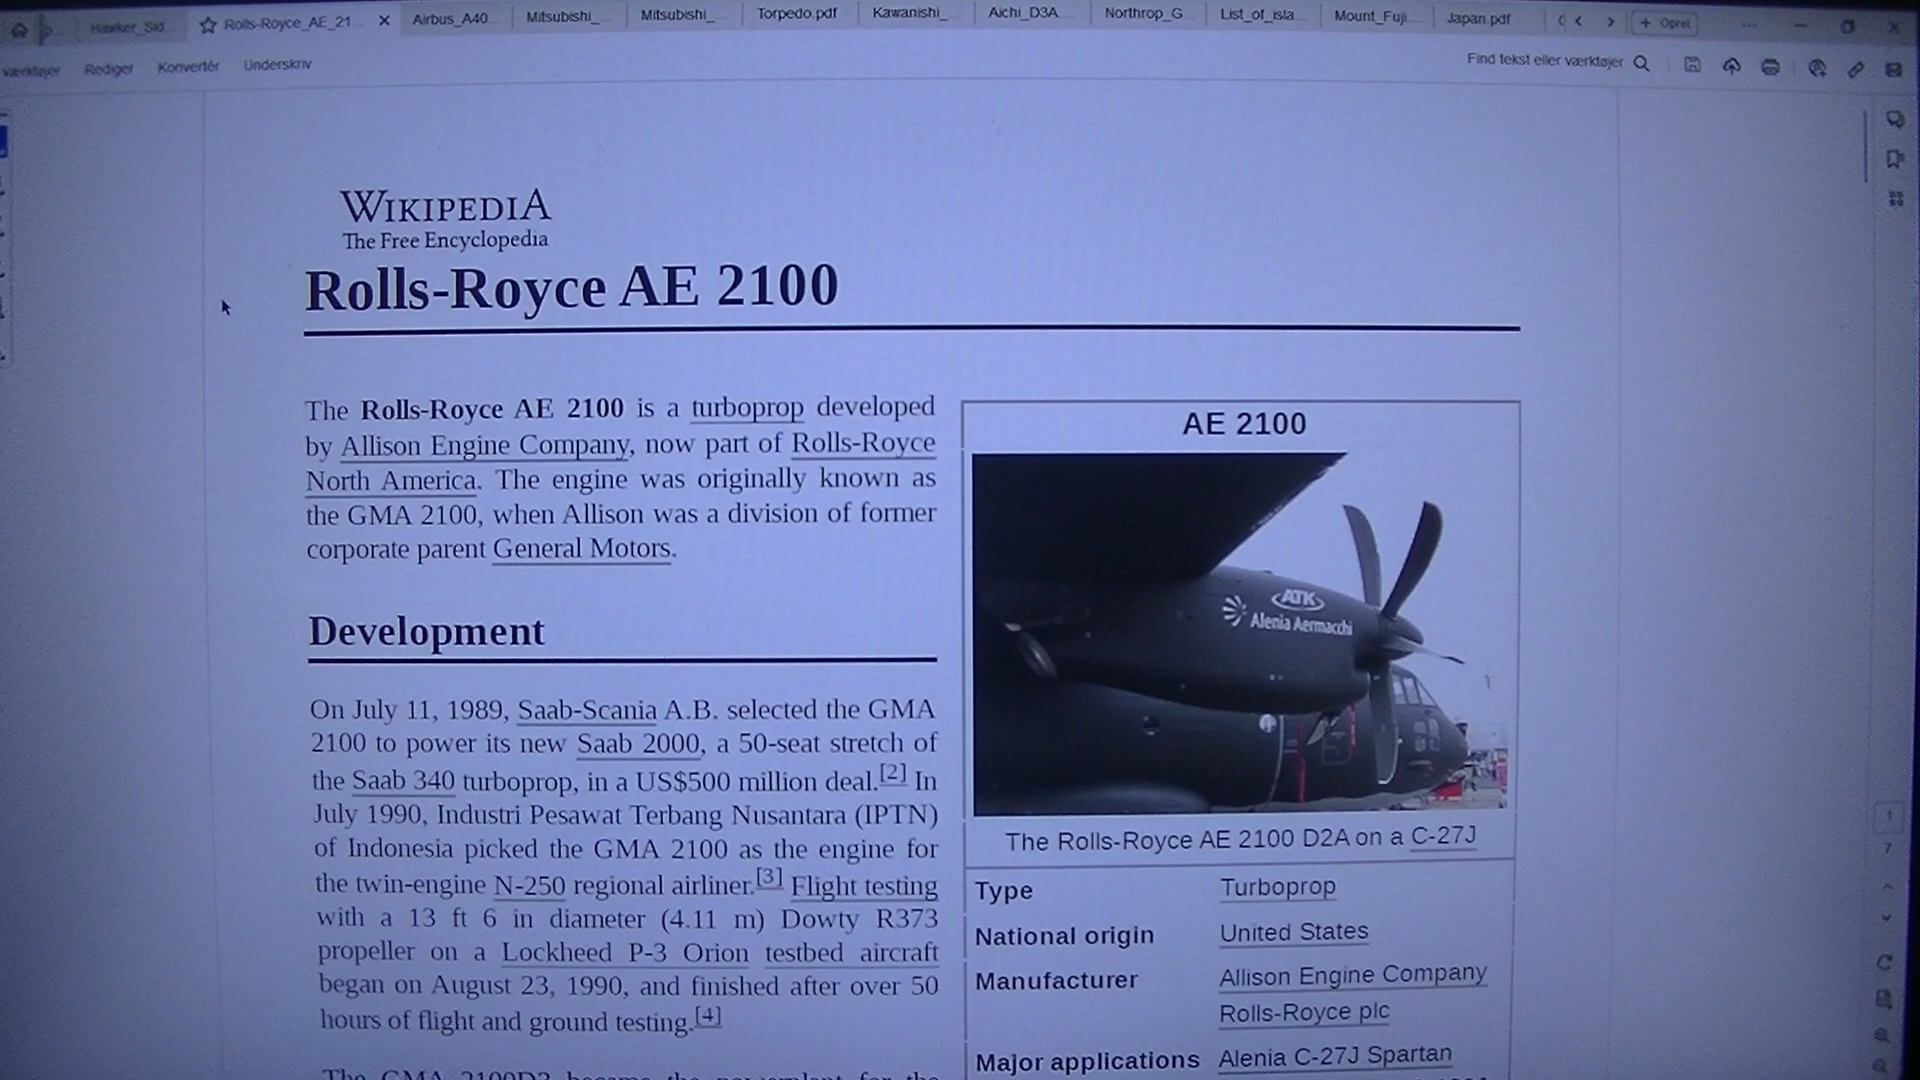 Hawker_Sid
Rolls-Royce_AE_21...
Airbus_A40...
Mitsubishi_...
Mitsubishi_...
Torpedo.pdf
Kawanishi_...
Aichi_D3A...
Northrop_G...
List_of_isla...
Mount_Fuji...
Japan.pdf
+ Opret
værktøjer
Rediger
Konvertér
Underskriv
Find tekst eller værktøjer
WIKIPEDIA
The Free Encyclopedia
Rolls-Royce AE 2100
The Rolls-Royce AE 2100 is a turboprop developed
by Allison Engine Company, now part of Rolls-Royce
North America. The engine was originally known as
the GMA 2100, when Allison was a division of former
corporate parent General Motors.
Development
On July 11, 1989, Saab-Scania A.B. selected the GMA
2100 to power its new Saab 2000, a 50-seat stretch of
the Saab 340 turboprop, in a US$500 million deal.[2] In
July 1990, Industri Pesawat Terbang Nusantara (IPTN)
of Indonesia picked the GMA 2100 as the engine for
the twin-engine N-250 regional airliner.[3] Flight testing
with a 13 ft 6 in diameter (4.11 m) Dowty R373
propeller on a Lockheed P-3 Orion testbed aircraft
began on August 23, 1990, and finished after over 50
hours of flight and ground testing.[4]
The GMA 2100D3 became the powerplant for the
AE 2100
ATK
Alenia Aermacchi
The Rolls-Royce AE 2100 D2A on a C-27J
Type Turboprop
National origin United States
Manufacturer Allison Engine Company
Rolls-Royce plc
Major applications Alenia C-27J Spartan
1
7